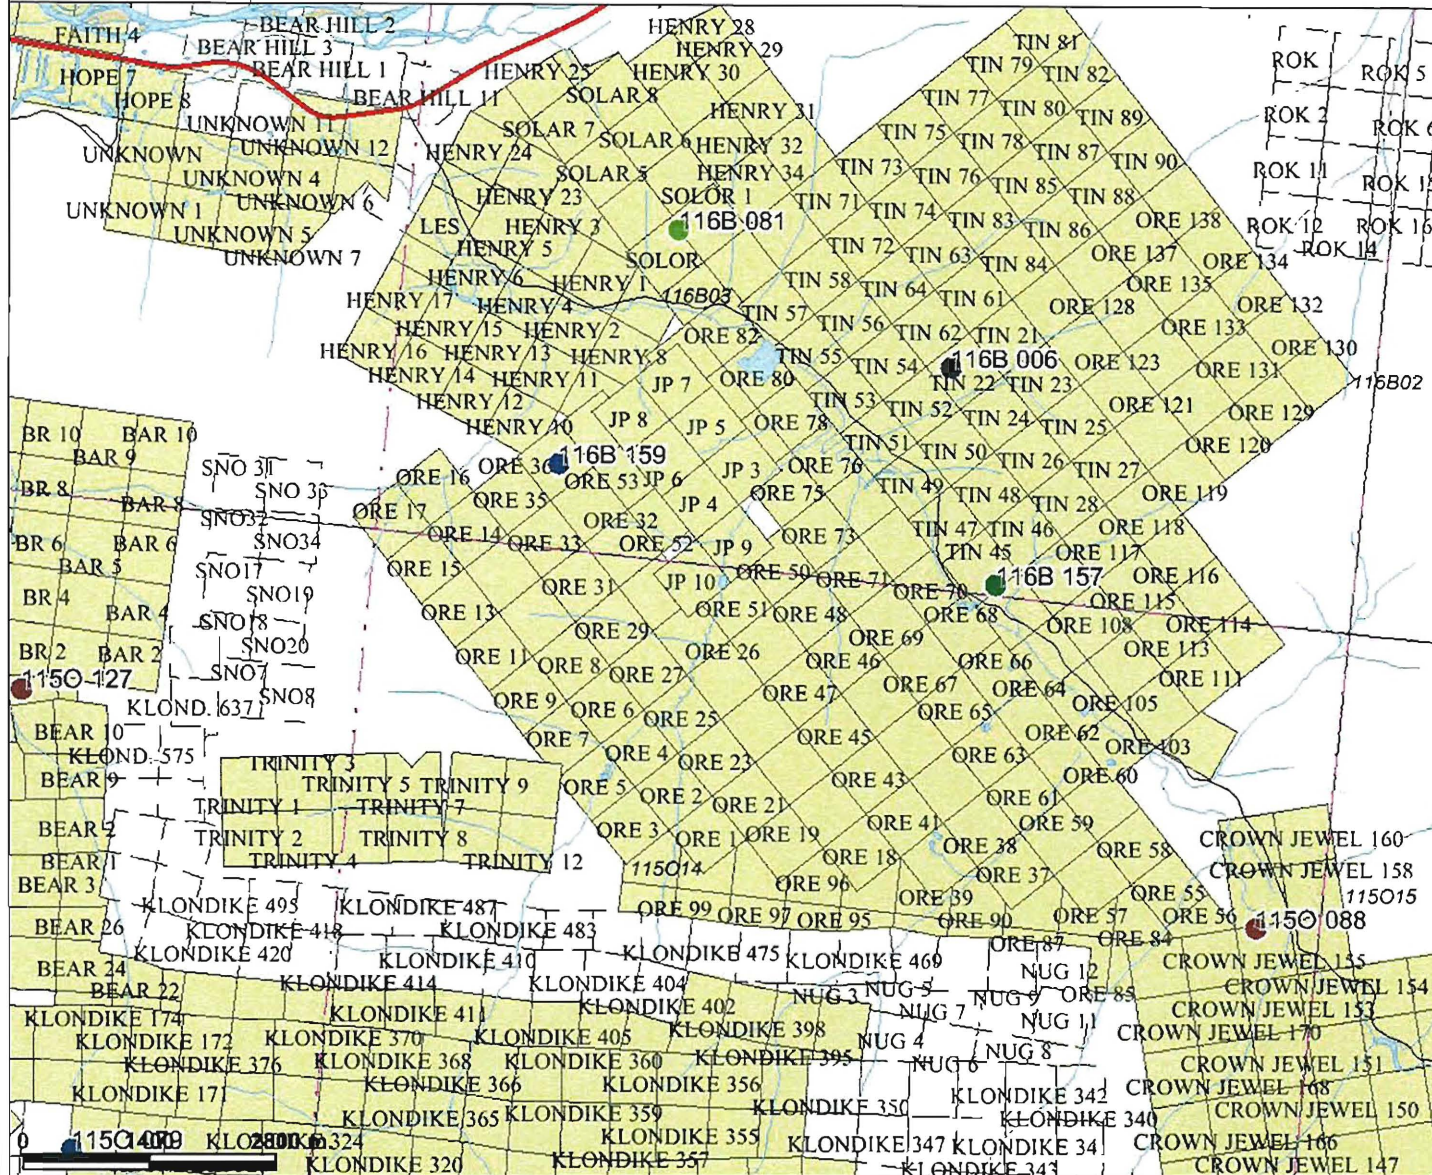 BEAR HILL 2
HENRY 28
FAITH 4
BEAR HILL 3
HENRY 29
TIN 81
ROK
BEAR HILL 1
HENRY 25
HENRY 30
TIN 79
TIN 82
ROK 5
HOPE 7
HOPE 8
BEAR HILL 11
SOLAR 8
HENRY 31
TIN 77
TIN 80
TIN 89
ROK 2
UNKNOWN 11
SOLAR 7
SOLAR 6
HENRY 32
TIN 75
TIN 78
TIN 87
TIN 90
ROK 6
UNKNOWN
UNKNOWN 12
HENRY 24
SOLAR 5
HENRY 34
TIN 73
TIN 76
TIN 85
TIN 88
ROK 11
UNKNOWN 4
HENRY 23
SOLOR 1
TIN 71
TIN 74
TIN 83
TIN 86
ORE 138
UNKNOWN 1
UNKNOWN 6
LES
HENRY 3
116B 081
ROK 12
ROK 16
UNKNOWN 5
HENRY 5
TIN 72
TIN 63
TIN 84
ORE 137
ORE 134
ROK 14
UNKNOWN 7
HENRY 6
HENRY 1
SOLOR
TIN 58
TIN 64
TIN 61
ORE 135
HENRY 17
HENRY 4
116B03
TIN 57
TIN 56
TIN 62
TIN 21
ORE 128
ORE 132
HENRY 15
HENRY 2
ORE 82
ORE 133
HENRY 16
HENRY 13
HENRY 8
TIN 55
TIN 54
116B 006
ORE 123
ORE 130
HENRY 14
HENRY 11
JP 7
ORE 80
TIN 22
TIN 23
ORE 131
116B02
HENRY 12
TIN 53
TIN 52
TIN 24
ORE 121
ORE 129
BR 10
BAR 10
HENRY 10
JP 8
JP 5
ORE 78
TIN 51
TIN 50
TIN 25
ORE 120
BAR 9
SNO 31
ORE 16
ORE 36
116B 159
JP 3
ORE 76
TIN 26
TIN 27
BR 8
BAR 8
SNO 33
ORE 35
ORE 53
JP 6
ORE 75
TIN 49
TIN 48
TIN 28
ORE 119
SNO32
ORE 17
ORE 32
JP 4
ORE 118
BR 6
BAR 6
SNO34
ORE 14
ORE 33
ORE 52
JP 9
ORE 73
TIN 47
TIN 46
ORE 117
BAR 5
SNO17
ORE 15
ORE 31
JP 10
ORE 50
ORE 71
TIN 45
116B 157
ORE 116
BR 4
BAR 4
SNO19
ORE 13
ORE 51
ORE 48
ORE 70
ORE 68
ORE 115
SNO18
ORE 29
ORE 69
ORE 108
ORE 114
BR 2
BAR 2
SNO20
ORE 11
ORE 8
ORE 26
ORE 46
ORE 66
ORE 113
115O 127
SNO7
SNO8
ORE 27
ORE 47
ORE 67
ORE 64
ORE 111
KLOND. 637
ORE 9
ORE 6
ORE 25
ORE 65
ORE 105
BEAR 10
ORE 7
ORE 45
ORE 62
ORE 103
KLOND. 575
TRINITY 3
ORE 4
ORE 23
ORE 63
BEAR 9
TRINITY 5
TRINITY 9
ORE 5
ORE 43
ORE 60
TRINITY 1
TRINITY 7
ORE 2
ORE 21
ORE 61
BEAR 2
TRINITY 2
TRINITY 8
ORE 3
ORE 1
ORE 19
ORE 41
ORE 59
CROWN JEWEL 160
BEAR 1
TRINITY 4
TRINITY 12
115O14
ORE 18
ORE 38
ORE 58
CROWN JEWEL 158
BEAR 3
ORE 96
ORE 37
ORE 55
115O15
KLONDIKE 495
KLONDIKE 487
ORE 99
ORE 97
ORE 95
ORE 39
ORE 90
ORE 57
ORE 56
115O 088
BEAR 26
KLONDIKE 418
KLONDIKE 483
ORE 87
ORE 84
KLONDIKE 420
KLONDIKE 410
KLONDIKE 475
KLONDIKE 469
CROWN JEWEL 155
BEAR 24
KLONDIKE 414
KLONDIKE 404
NUG 12
BEAR 22
NUG 3
NUG 5
NUG 9
ORE 85
CROWN JEWEL 154
KLONDIKE 174
KLONDIKE 411
KLONDIKE 402
NUG 7
NUG 11
CROWN JEWEL 153
KLONDIKE 172
KLONDIKE 370
KLONDIKE 405
KLONDIKE 398
NUG 4
CROWN JEWEL 170
KLONDIKE 376
KLONDIKE 368
KLONDIKE 360
KLONDIKE 395
NUG 6
NUG 8
CROWN JEWEL 151
KLONDIKE 171
KLONDIKE 366
KLONDIKE 356
KLONDIKE 342
CROWN JEWEL 168
KLONDIKE 365
KLONDIKE 359
KLONDIKE 350
KLONDIKE 340
CROWN JEWEL 150
0
1400
2800 m
KLONDIKE 324
KLONDIKE 355
KLONDIKE 347
KLONDIKE 341
CROWN JEWEL 166
KLONDIKE 320
KLONDIKE 357
KLONDIKE 343
CROWN JEWEL 147